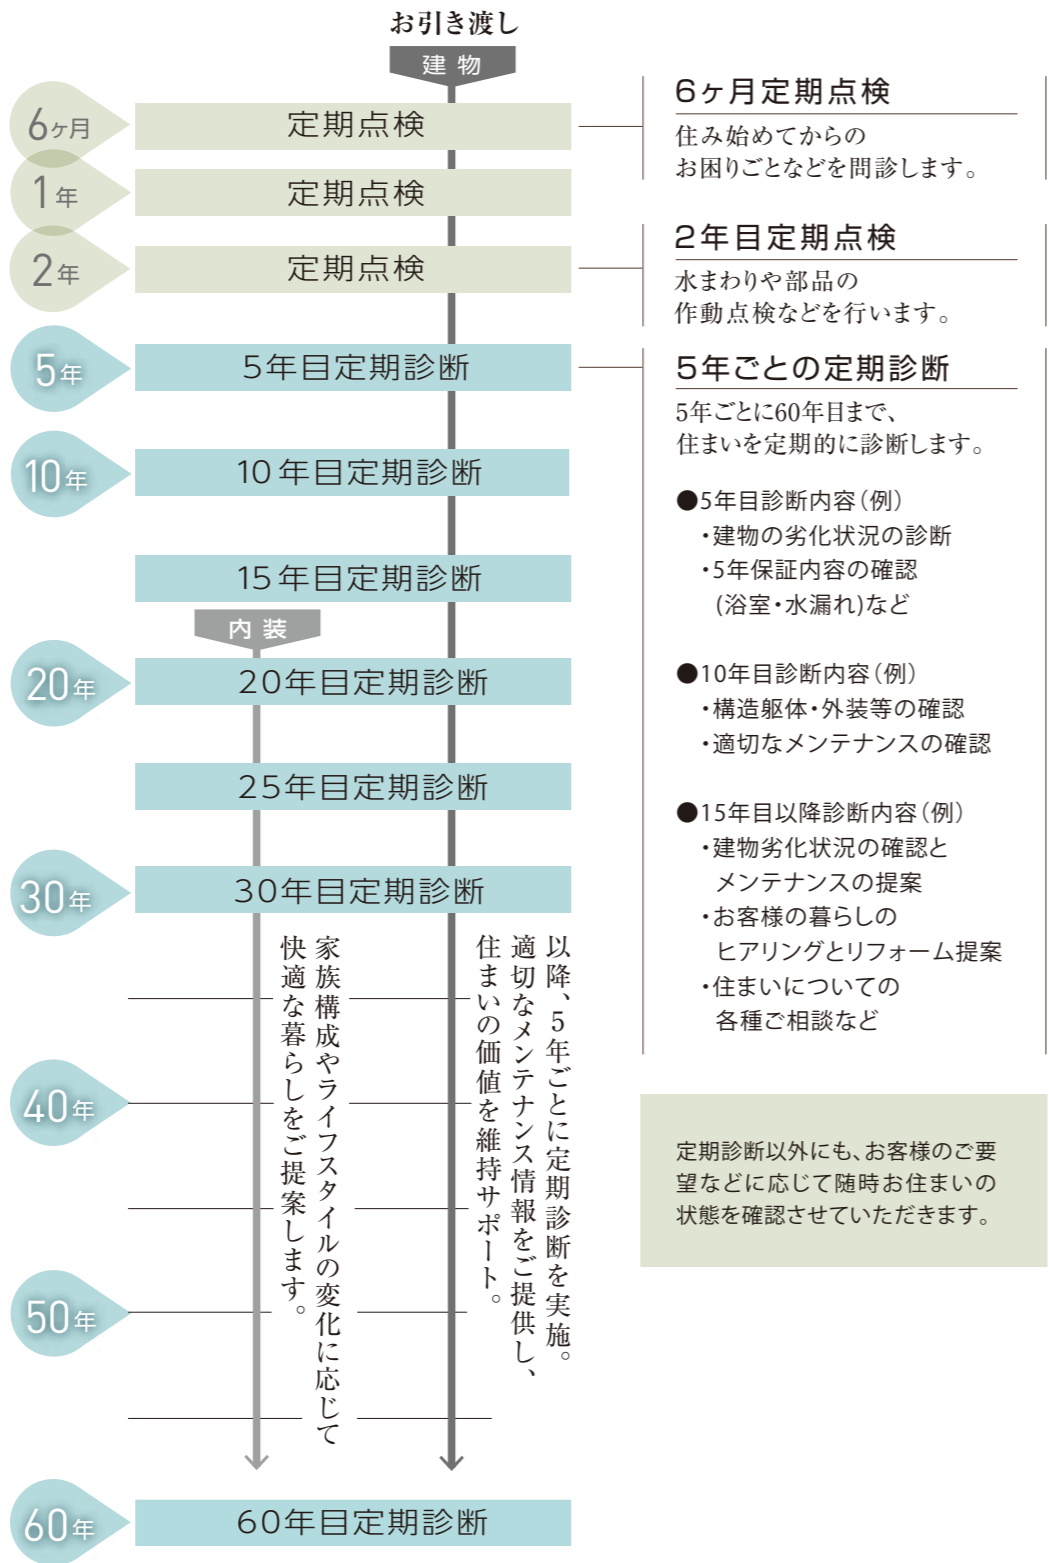 お引き渡し
建物
6ヶ月
定期点検
1年
定期点検
2年
定期点検
5年
5年目定期診断
10年
10年目定期診断
15年目定期診断
内装
20年
20年目定期診断
25年目定期診断
30年
30年目定期診断
以降、5年ごとに定期診断を実施。
適切なメンテナンス情報をご提供し、
住まいの価値を維持サポート。
家族構成やライフスタイルの変化に応じて
快適な暮らしをご提案します。
40年
50年
60年
60年目定期診断
6ヶ月定期点検
住み始めてからの
お困りごとなどを問診します。
2年目定期点検
水まわりや部品の
作動点検などを行います。
5年ごとの定期診断
5年ごとに60年目まで、
住まいを定期的に診断します。
●5年目診断内容（例）
・建物の劣化状況の診断
・5年保証内容の確認
(浴室・水漏れ)など
●10年目診断内容（例）
・構造躯体・外装等の確認
・適切なメンテナンスの確認
●15年目以降診断内容（例）
・建物劣化状況の確認と
メンテナンスの提案
・お客様の暮らしの
ヒアリングとリフォーム提案
・住まいについての
各種ご相談など
定期診断以外にも、お客様のご要
望などに応じて随時お住まいの
状態を確認させていただきます。